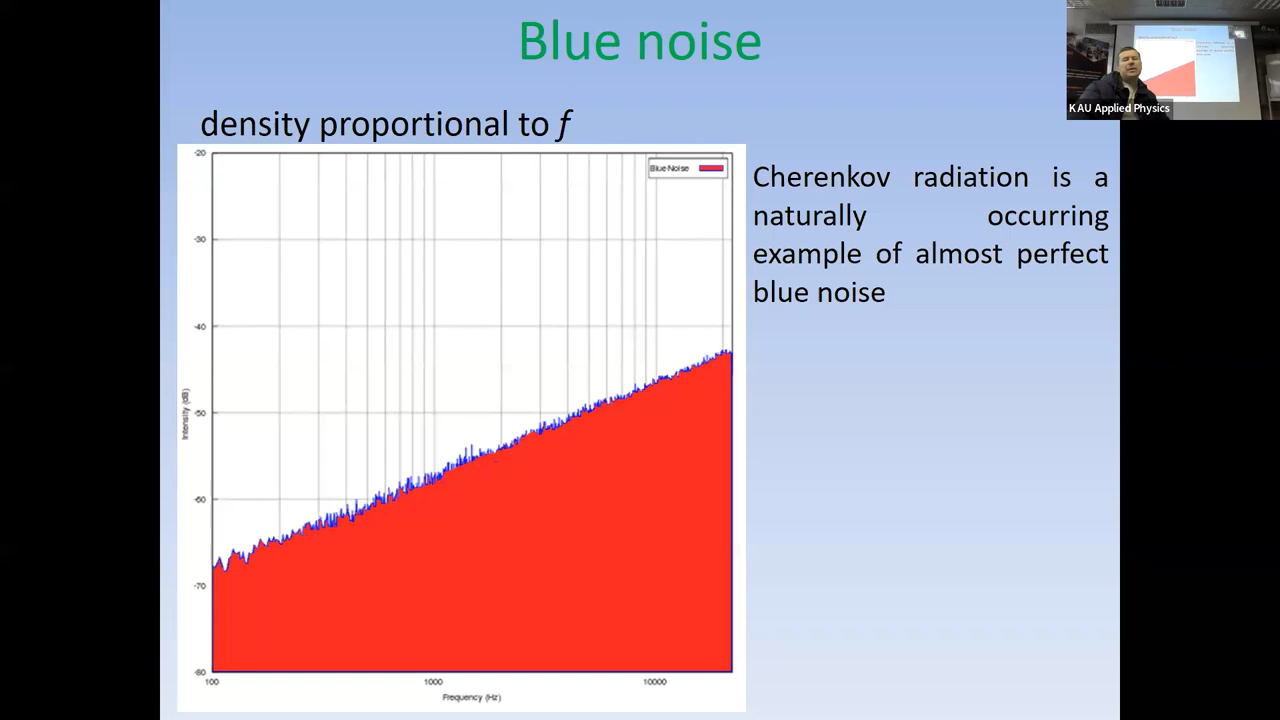 Blue noise
density proportional to f
KAU Applied Physics
Cherenkov radiation is a
naturally occurring
example of almost perfect
blue noise
Blue Noise
-20
-30
-40
-50
-60
-70
-80
Intensity (dB)
100
1000
10000
Frequency (Hz)